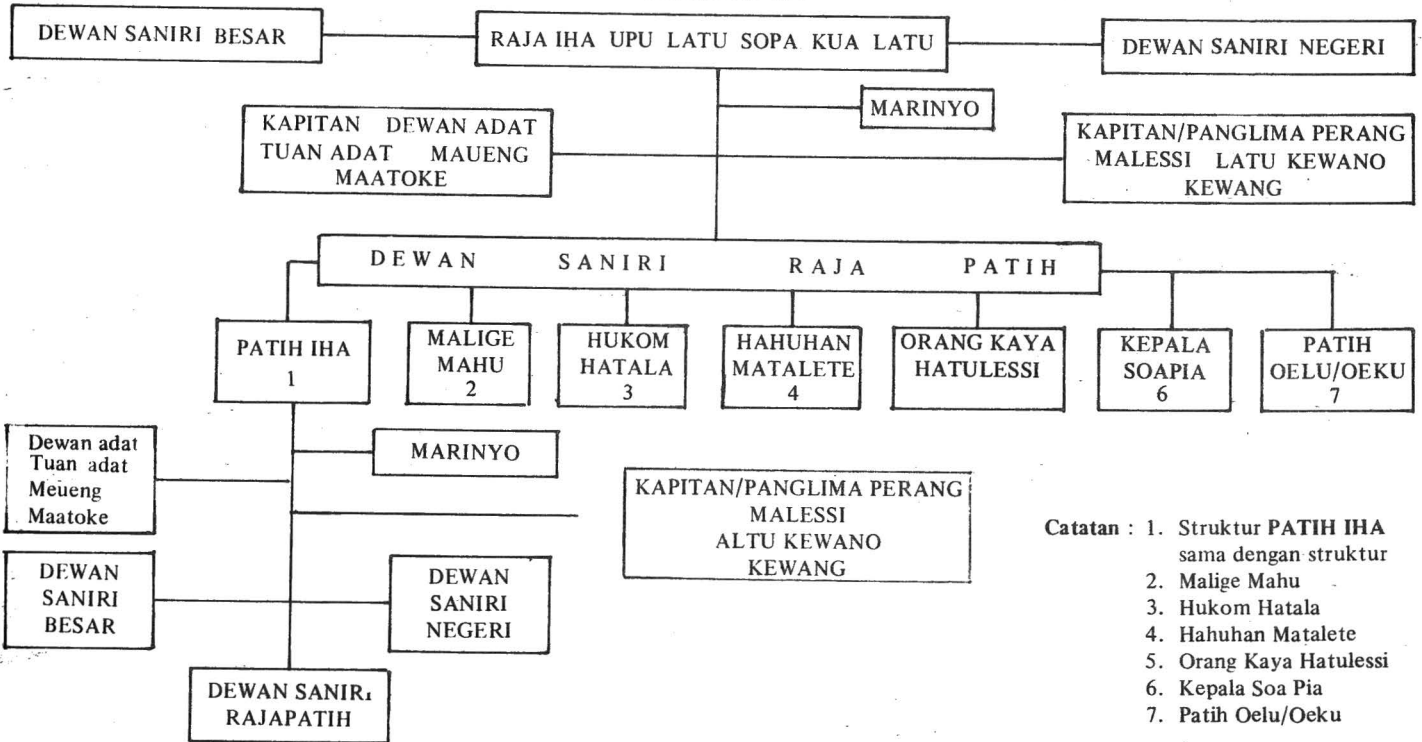 DEWAN SANIRI BESAR
RAJA IHA UPU LATU SOPA KUA LATU
DEWAN SANIRI NEGERI
MARINYO
KAPITAN DEWAN ADAT
TUAN ADAT MAUENG
MAATOKE
KAPITAN/PANGLIMA PERANG
MALESSI LATU KEWANO
KEWANG
DEWAN SANIRI RAJA PATIH
PATIH IHA
1
MALIGE
MAHU
2
HUKOM
HATALA
3
HAHUHAN
MATALETE
4
ORANG KAYA
HATULESSI
KEPALA
SOAPIA
6
PATIH
OELU/OEKU
7
Dewan adat
Tuan adat
Meueng
Maatoke
MARINYO
KAPITAN/PANGLIMA PERANG
MALESSI
ALTU KEWANO
KEWANG
DEWAN
SANIRI
BESAR
DEWAN
SANIRI
NEGERI
DEWAN SANIRI
RAJAPATIH
Catatan : 1. Struktur PATIH IHA
sama dengan struktur
2. Malige Mahu
3. Hukom Hatala
4. Hahuhan Matalete
5. Orang Kaya Hatulessi
6. Kepala Soa Pia
7. Patih Oelu/Oeku